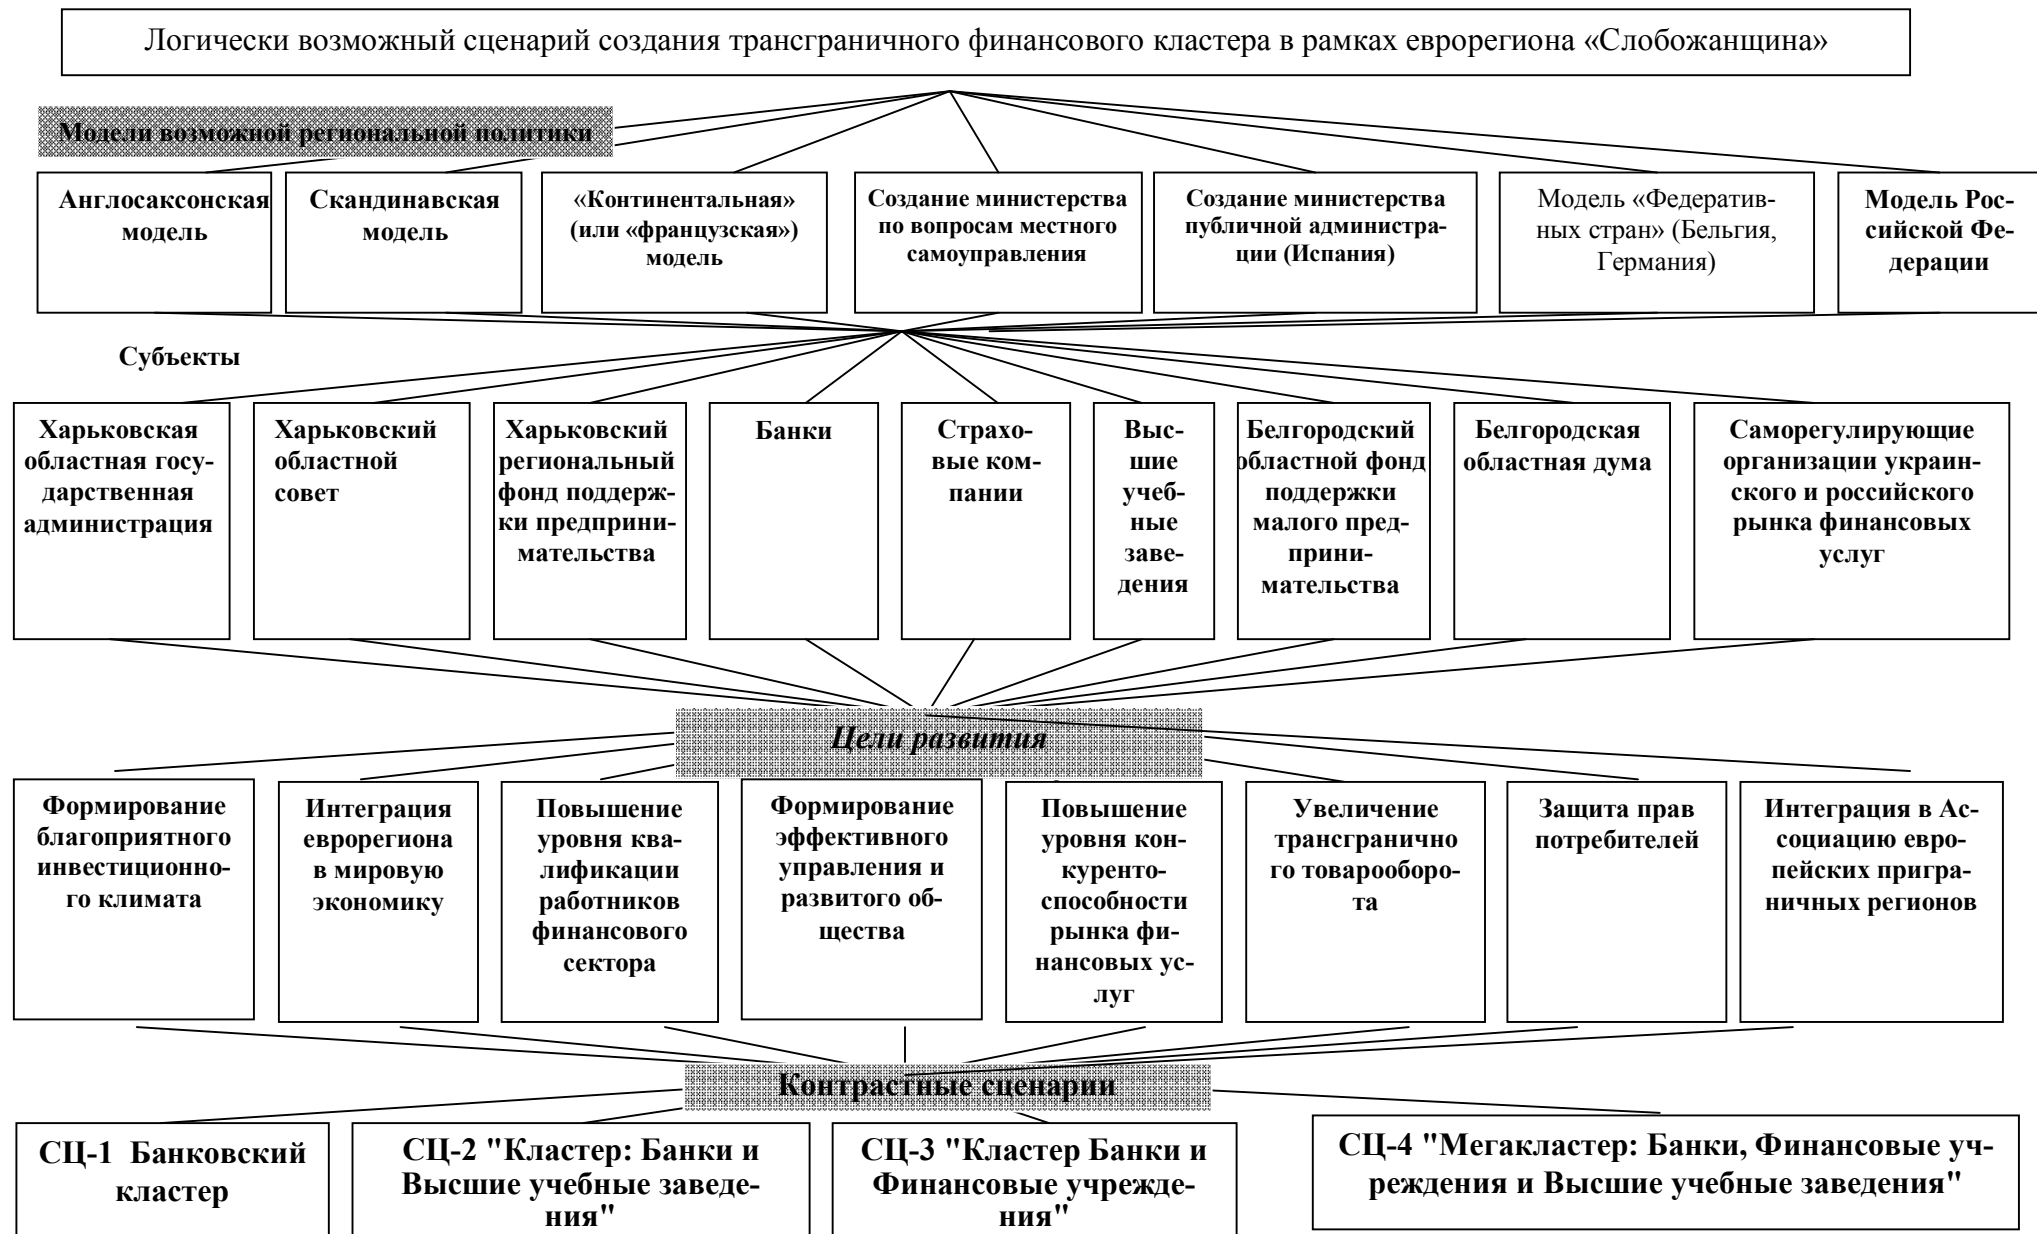 Логически возможный сценарий создания трансграничного финансового кластера в рамках еврорегиона «Слобожанщина»
Модели возможной региональной политики
Англосаксонская
модель
Скандинавская
модель
«Континентальная»
(или «французская»)
модель
Создание министерства
по вопросам местного
самоуправления
Создание министерства
публичной администра-
ции (Испания)
Модель «Федератив-
ных стран» (Бельгия,
Германия)
Модель Рос-
сийской Фе-
дерации
Субъекты
Харьковская
областная госу-
дарственная
администрация
Харьковский
областной
совет
Харьковский
региональный
фонд поддерж-
ки предприни-
мательства
Банки
Страхо-
вые ком-
пании
Выс-
шие
учеб-
ные
заве-
дения
Белгородский
областной фонд
поддержки
малого пред-
прини-
мательства
Белгородская
областная дума
Саморегулирующие
организации украин-
ского и российского
рынка финансовых
услуг
Цели развития
Формирование
благоприятного
инвестиционно-
го климата
Интеграция
еврорегиона
в мировую
экономику
Повышение
уровня ква-
лификации
работников
финансового
сектора
Формирование
эффективного
управления и
развитого об-
щества
Повышение
уровня кон-
куренто-
способности
рынка фи-
нансовых ус-
луг
Увеличение
трансгранично
го товарооборо-
та
Защита прав
потребителей
Интеграция в Ас-
социацию евро-
пейских пригра-
ничных регионов
Контрастные сценарии
СЦ-1 Банковский
кластер
СЦ-2 "Кластер: Банки и
Высшие учебные заведе-
ния"
СЦ-3 "Кластер Банки и
Финансовые учрежде-
ния"
СЦ-4 "Мегакластер: Банки, Финансовые уч-
реждения и Высшие учебные заведения"